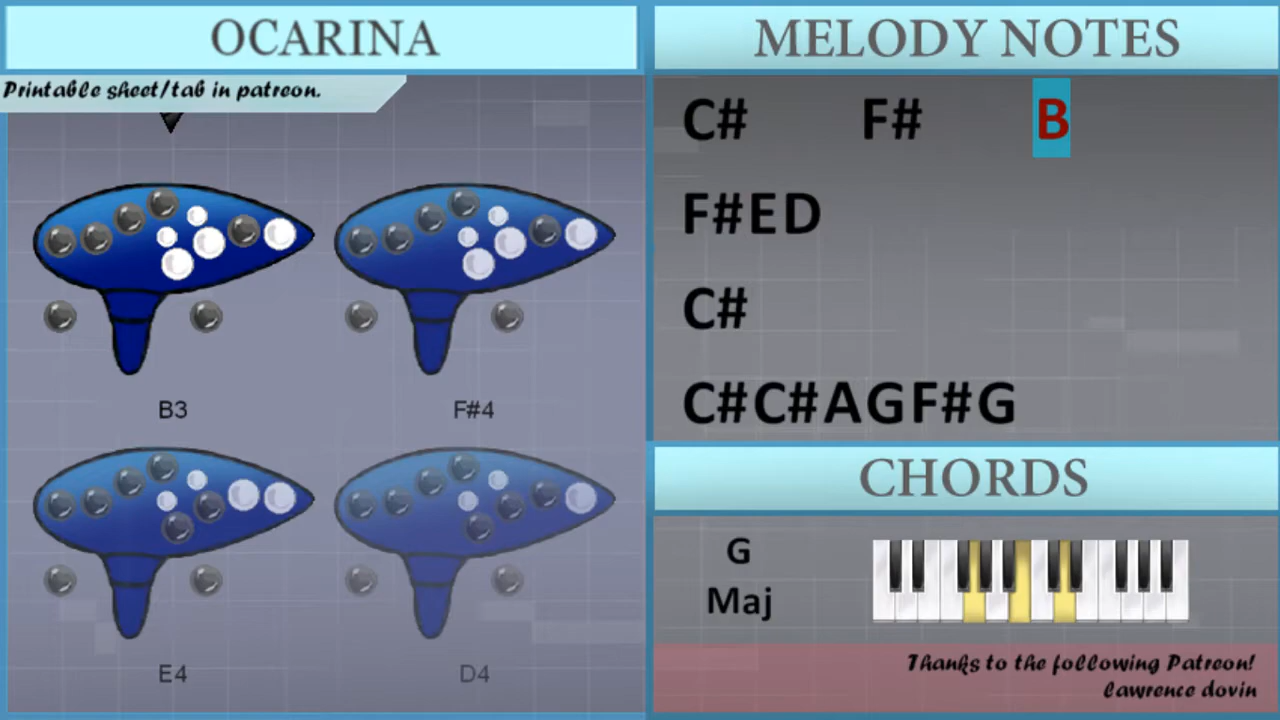 OCARINA
Printable sheet/tab in patreon.
B3 F#4
E4 D4
MELODY NOTES
C# F# B
F#ED
C#
C#C#AGF#G
CHORDS
G
Maj
Thanks to the following Patreon!
lawrence dovin